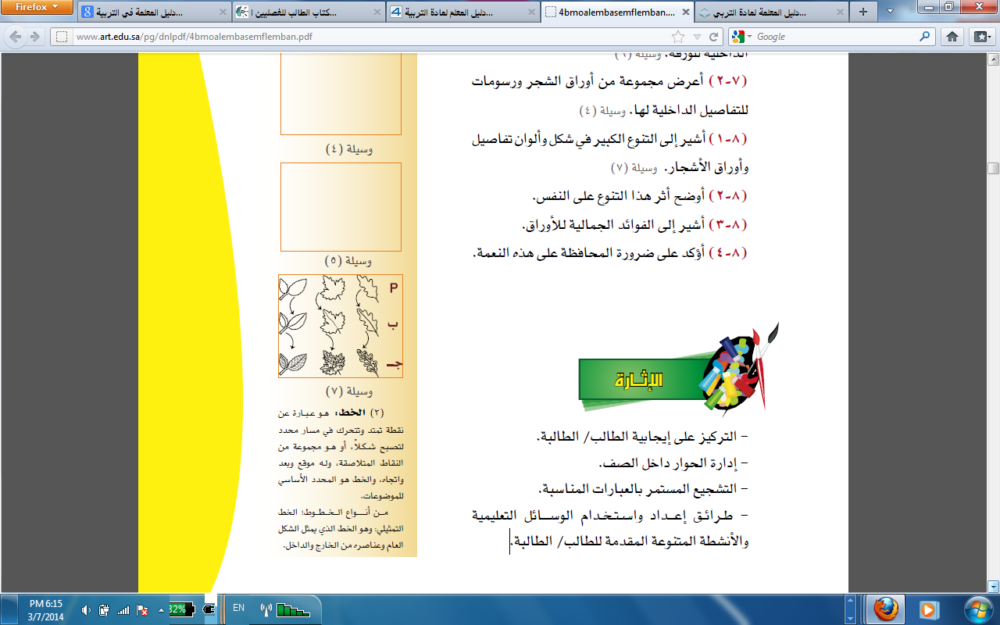 Firefox
دليل المعلمة في التربية...
كتاب الطالب للفصليين ا...
دليل المعلم لمادة التربية...
4bmoalembasemflemban....
دليل المعلمة لمادة التربي...
www.art.edu.sa/pg/dnlpdf/4bmoalembasemflemban.pdf
Google
الداخلية للورقة. وسيلة (٦)
(٧-٢) أعرض مجموعة من أوراق الشجر ورسومات
للتفاصيل الداخلية لها. وسيلة (٤)
(٨-١) أشير إلى التنوع الكبير في شكل وألوان تفاصيل
وأوراق الأشجار. وسيلة (٧)
(٨-٢) أوضح أثر هذا التنوع على النفس.
(٨-٣) أشير إلى الفوائد الجمالية للأوراق.
(٨-٤) أؤكد على ضرورة المحافظة على هذه النعمة.
الإثارة
- التركيز على إيجابية الطالب/ الطالبة.
- إدارة الحوار داخل الصف.
- التشجيع المستمر بالعبارات المناسبة.
- طرائق إعداد واستخدام الوسائل التعليمية
والأنشطة المتنوعة المقدمة للطالب/ الطالبة.
وسيلة (٤)
وسيلة (٥)
أ
ب
جـ
وسيلة (٧)
(٣) الخط: هو عبارة عن
نقطة تمتد وتتحرك في مسار محدد
لتصبح شكلاً، أو هو مجموعة من
النقاط المتلاصقة، وله موقع وبعد
واتجاه، والخط هو المحدد الأساسي
للموضوعات.
من أنواع الخطوط: الخط
التمثيلي: وهو الخط الذي يمثل الشكل
العام وعناصره من الخارج والداخل.
PM 6:15
3/7/2014
32%
EN